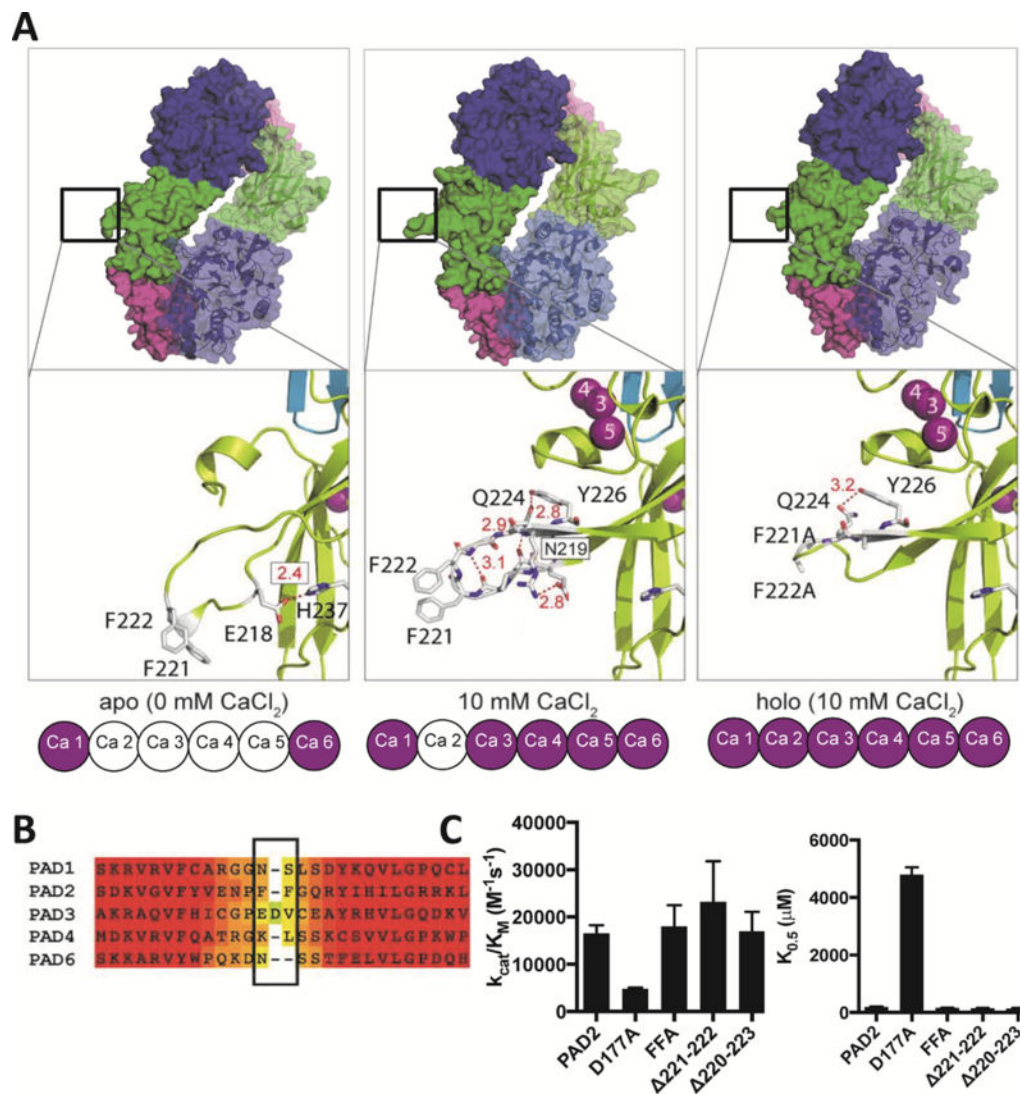 A
4
3
5
2.4
H237
E218
F222
F221
4
3
5
Q224
Y226
2.8
2.9
N219
3.1
F222
2.8
F221
4
3
5
3.2
Y226
Q224
F221A
F222A
apo (0 mM CaCl2)
10 mM CaCl2
holo (10 mM CaCl2)
Ca 1 Ca 2 Ca 3 Ca 4 Ca 5 Ca 6
Ca 1 Ca 2 Ca 3 Ca 4 Ca 5 Ca 6
Ca 1 Ca 2 Ca 3 Ca 4 Ca 5 Ca 6
B
PAD1 SKRVRVFCARGGN-SLSDYKQVLGPQCL
PAD2 SDKVGVFYVENPF-FGQRYIHILGRRKL
PAD3 AKRAQVFHICGPEDVCEAYRHVLGQDKV
PAD4 MDKVRVFQATRGK-LSSKCSVVLGPKWP
PAD6 SKKARVYWPQKDN--SSTFELVLGPDQH
C
kcat/KM (M-1s-1)
40000
30000
20000
10000
0
PAD2
D177A
FFA
Δ221-222
Δ220-223
K0.5 (μM)
6000
4000
2000
0
PAD2
D177A
FFA
Δ221-222
Δ220-223